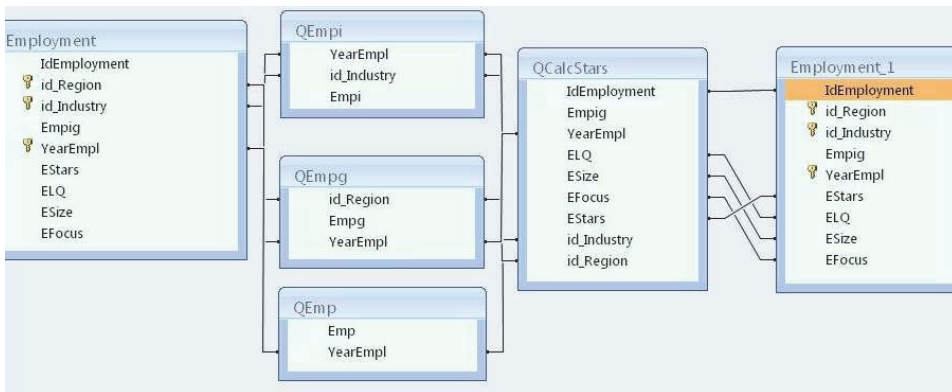 Employment
IdEmployment
id_Region
id_Industry
Empig
YearEmpl
EStars
ELQ
ESize
EFocus
QEmpi
YearEmpl
id_Industry
Empi
QEmpg
id_Region
Empg
YearEmpl
QEmp
Emp
YearEmpl
QCalcStars
IdEmployment
Empig
YearEmpl
ELQ
ESize
EFocus
EStars
id_Industry
id_Region
Employment_1
IdEmployment
id_Region
id_Industry
Empig
YearEmpl
EStars
ELQ
ESize
EFocus